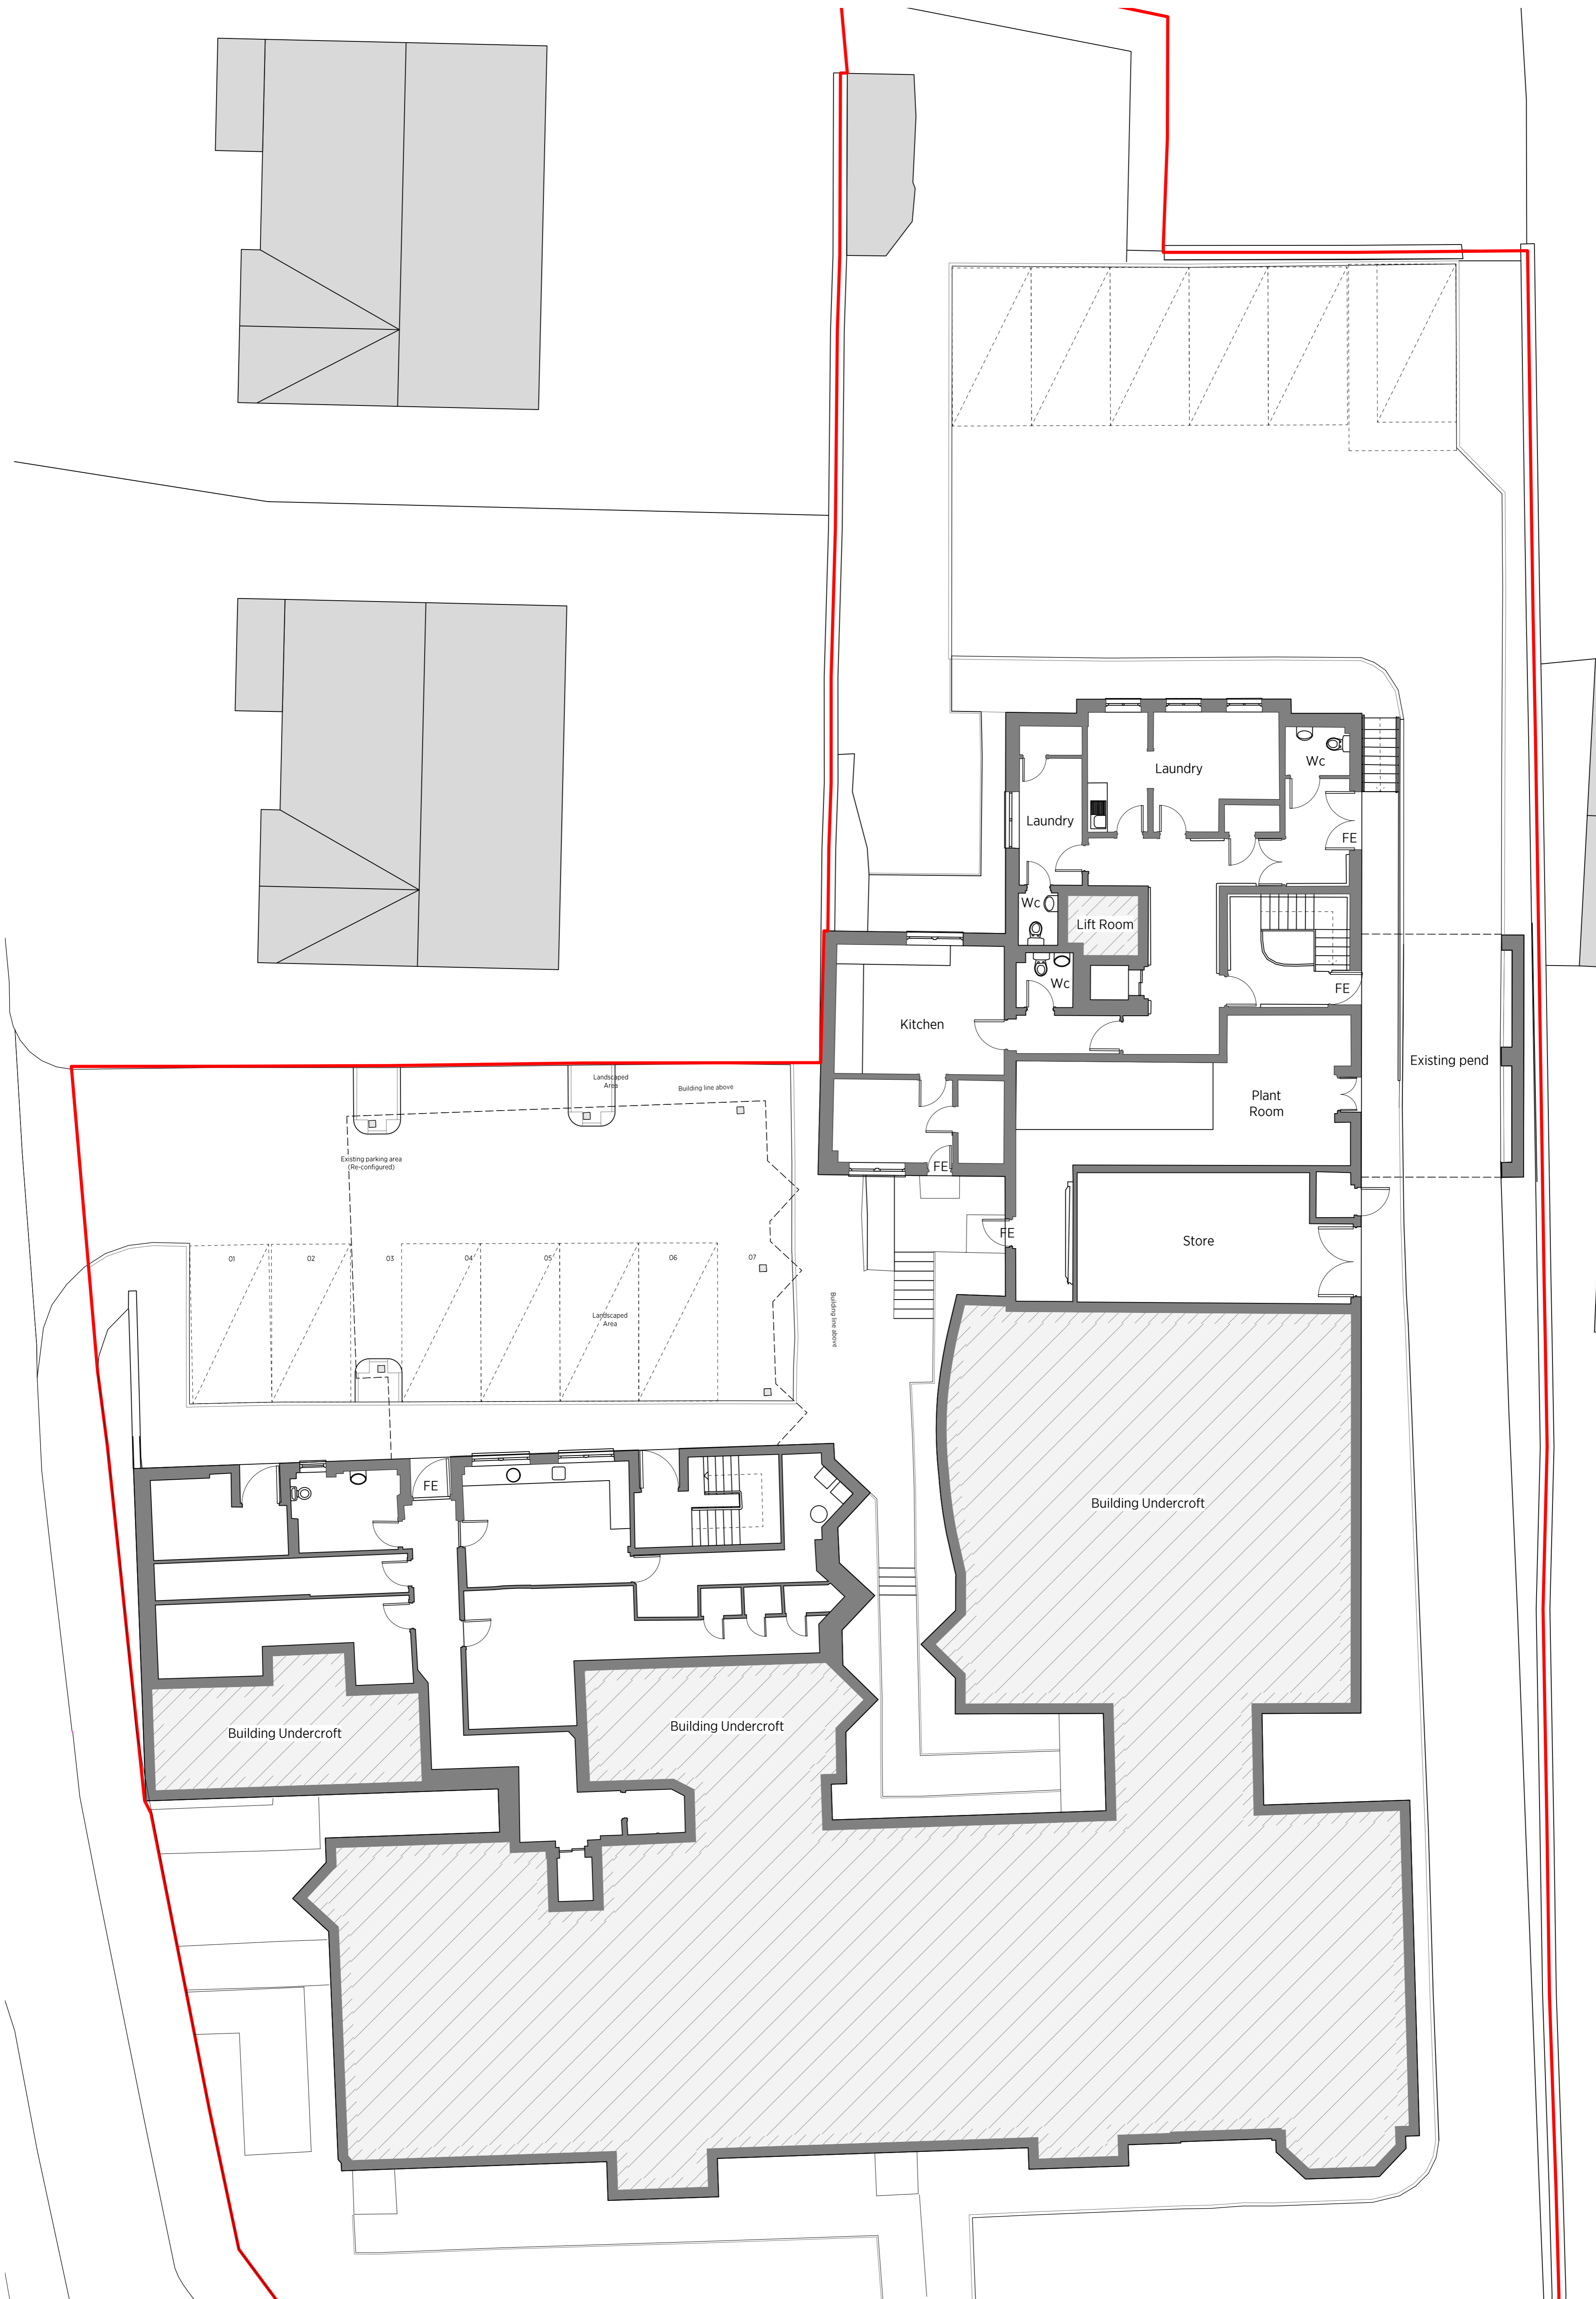 Laundry
Wc
Laundry
FE
Wc
Lift Room
Wc
FE
Kitchen
Existing pend
Plant
Room
Landscaped
Area
Building line above
Existing parking area
(Re-configured)
FE
FE
Store
01
02
03
04
05
06
07
Landscaped
Area
Building line above
FE
Building Undercroft
Building Undercroft
Building Undercroft